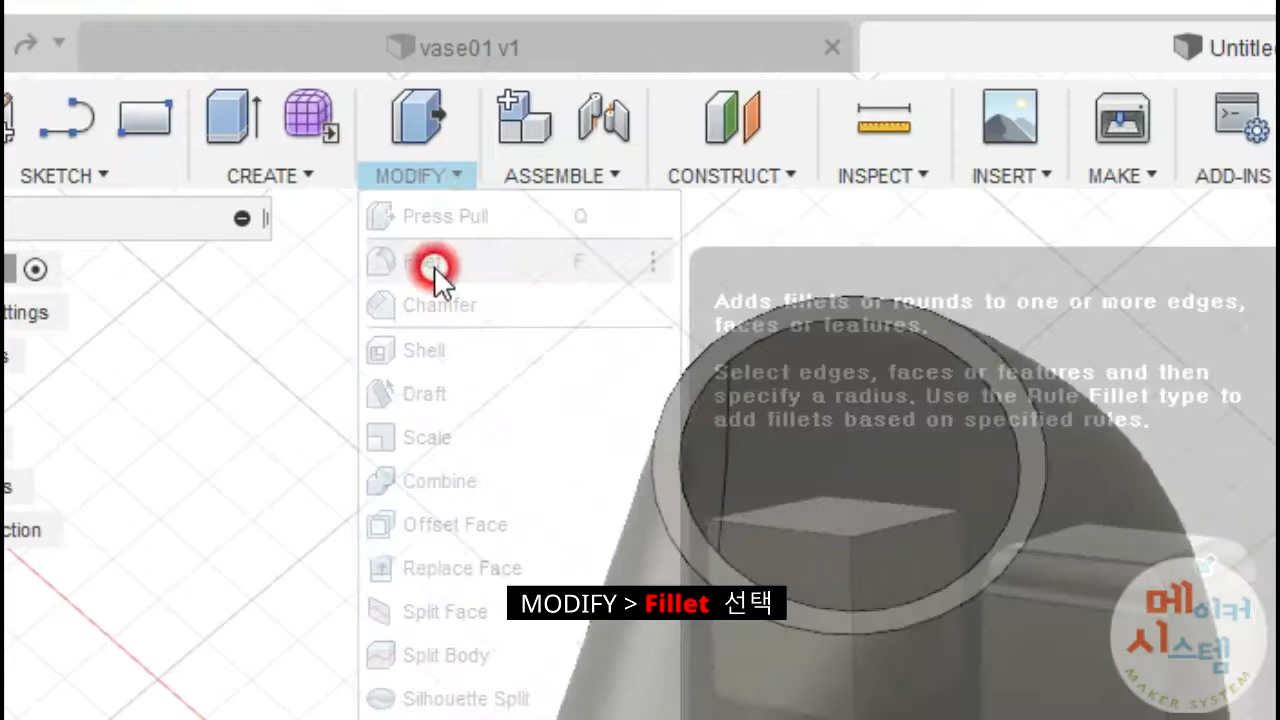 vase01 v1
Untitle
SKETCH
CREATE
MODIFY
ASSEMBLE
CONSTRUCT
INSPECT
INSERT
MAKE
ADD-INS
Press Pull Q
F
Chamfer
Shell
Draft
Scale
Combine
Offset Face
Replace Face
Split Face
Split Body
Silhouette Split
ttings
s
s
ction
Adds fillets or rounds to one or more edges,
faces or features.
Select edges, faces or features and then
specify a radius. Use the Rule Fillet type to
add fillets based on specified rules.
MODIFY > Fillet 선택
메이커
시스템
MAKER SYSTEM